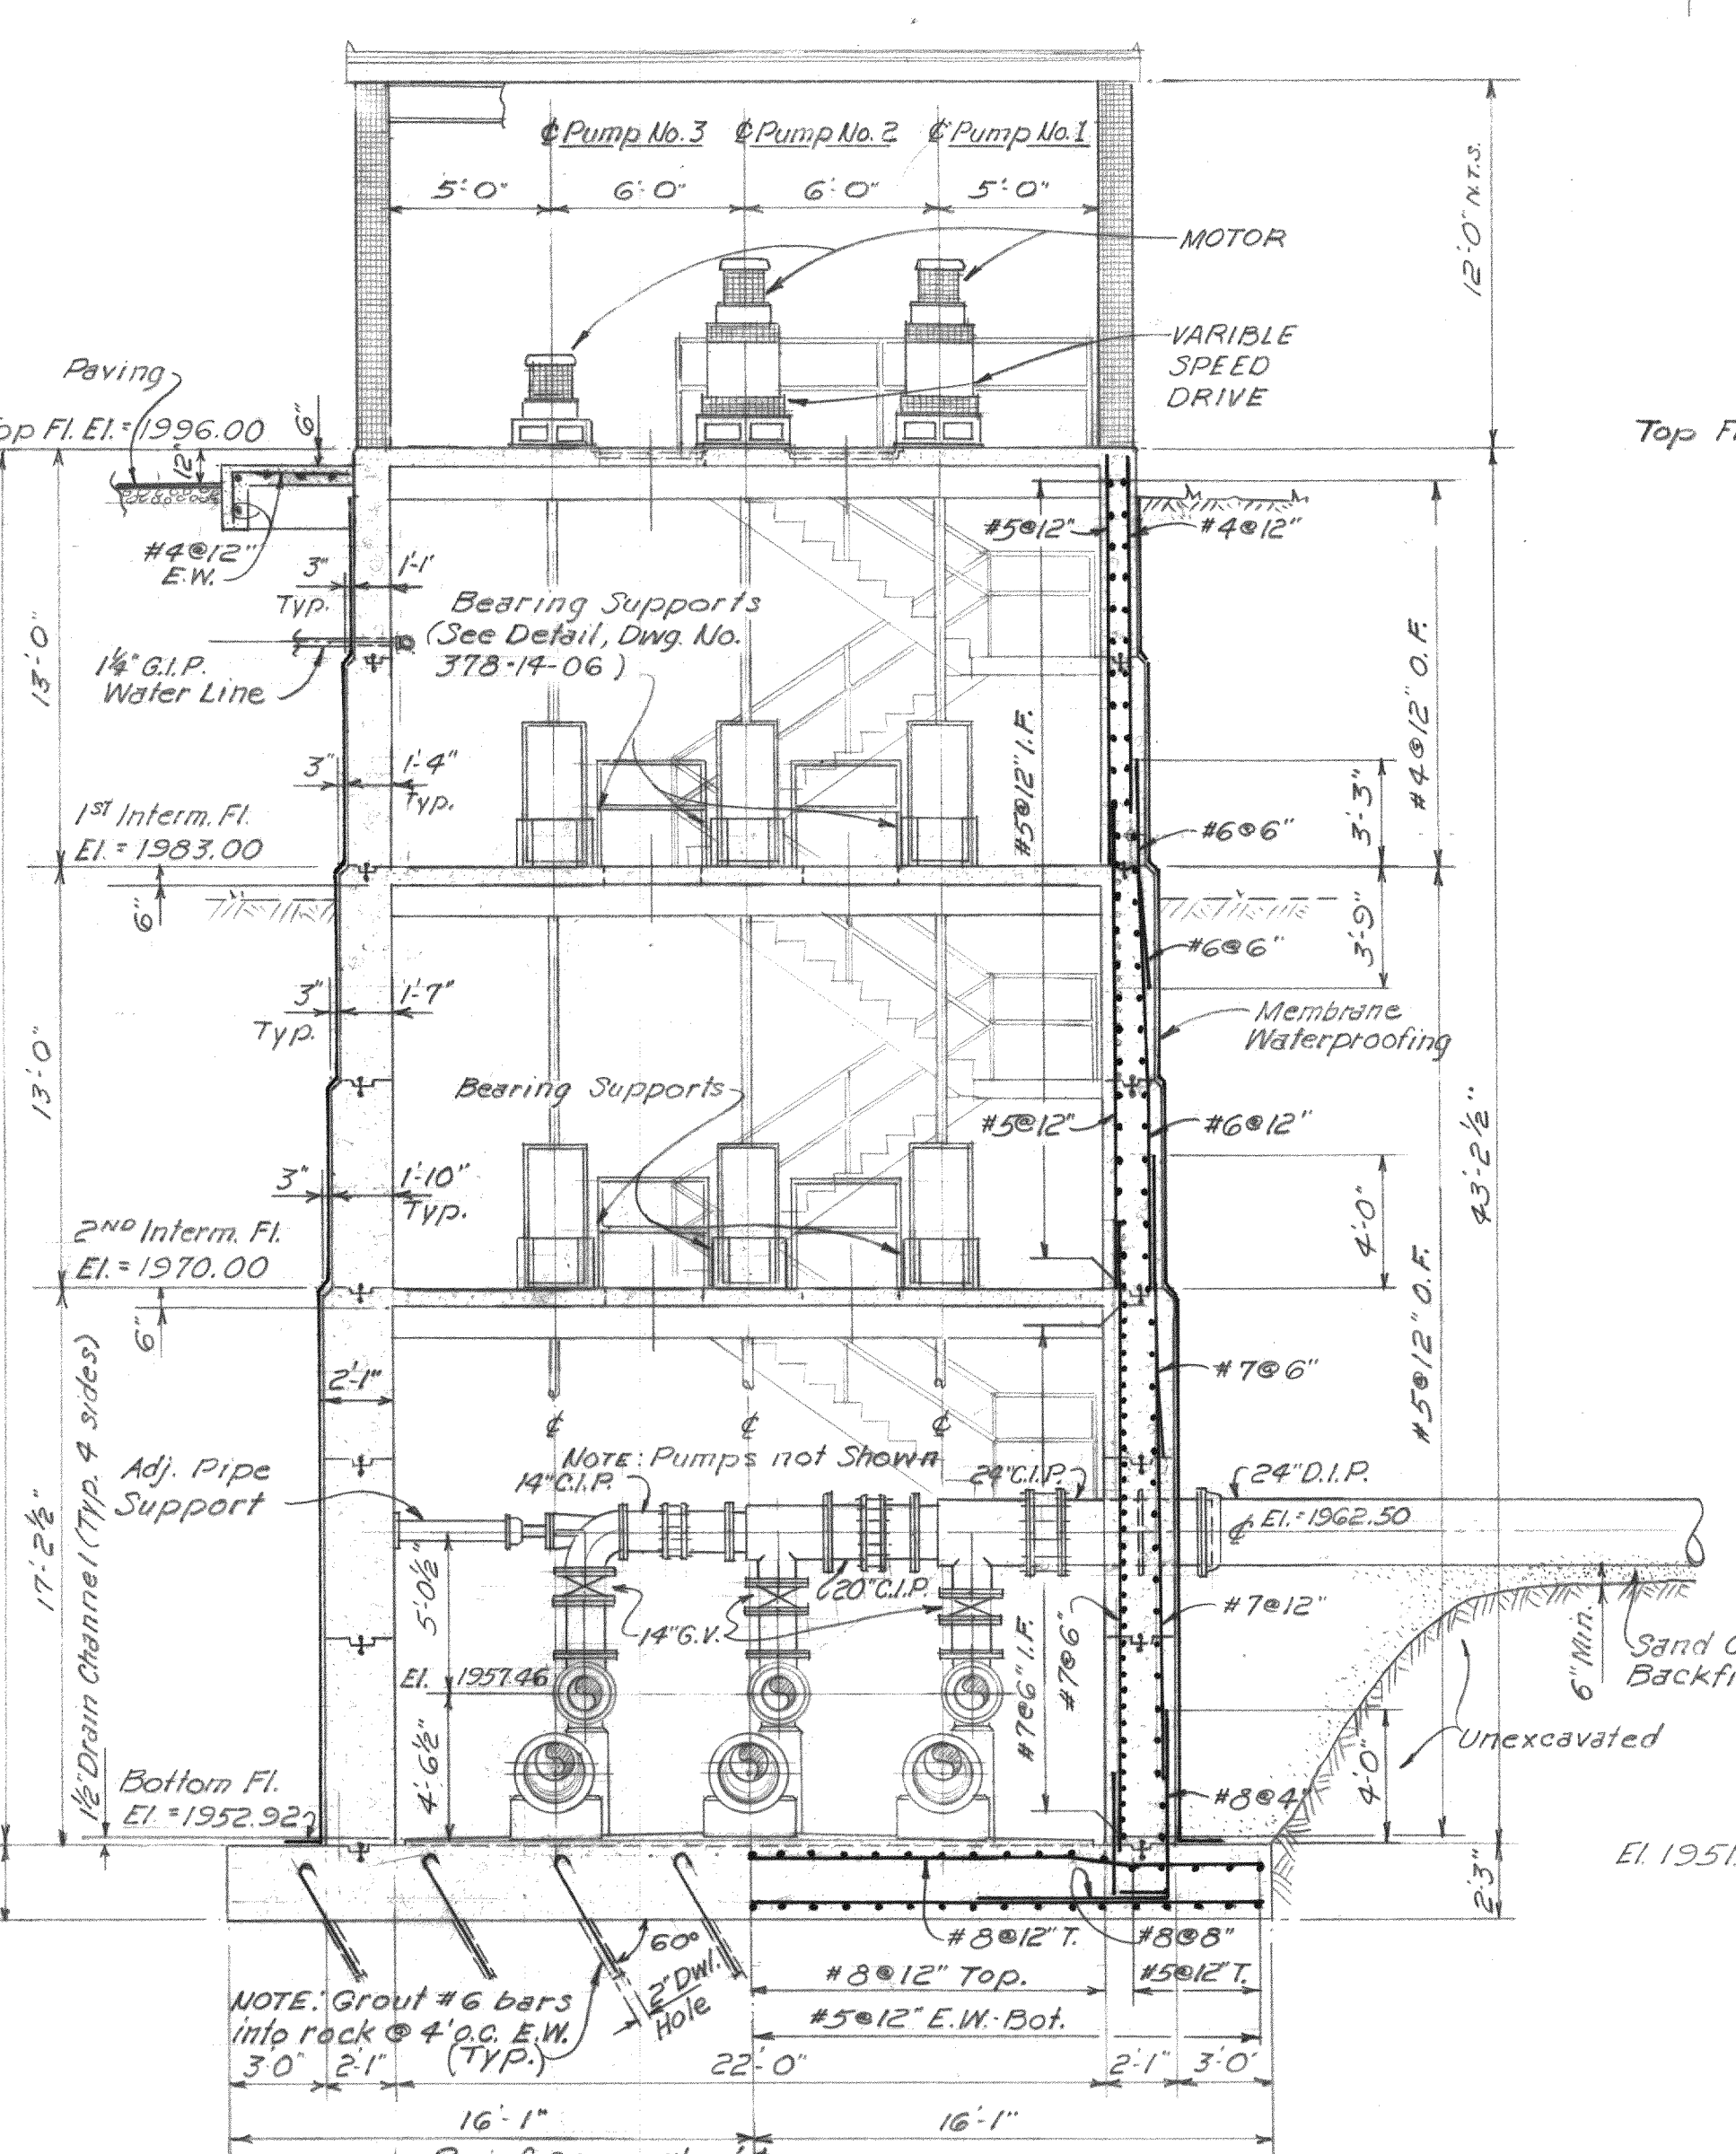 ℄ Pump No. 3
℄ Pump No. 2
℄ Pump No. 1
5'-0"
6'-0"
6'-0"
5'-0"
12'-0" N.T.S.
MOTOR
VARIBLE
SPEED
DRIVE
Paving
Top Fl. El. = 1996.00
6"
12"
Top
#4@12"
E.W.
3"
Typ.
1'-1"
#5@12"
#4@12"
Bearing Supports
(See Detail, Dwg. No.
378-14-06)
1¼" G.I.P.
Water Line
13'-0"
3"
1'-4"
Typ.
#5@12" I.F.
#4@12" O.F.
3'-3"
1ST Interm. Fl.
El. = 1983.00
#6@6"
6"
3'-9"
#6@6"
3"
Typ.
1'-7"
Membrane
Waterproofing
13'-0"
Bearing Supports
#5@12"
#6@12"
43'-2½"
3"
1'-10"
Typ.
4'-0"
2ND Interm. Fl.
El. = 1970.00
6"
#5@12" O.F.
2'-1"
#7@6"
17'-2½"
1½" Drain Channel (Typ. 4 sides)
℄
℄
℄
NOTE: Pumps not Shown
Adj. Pipe
Support
14" C.I.P.
24" C.I.P.
24" D.I.P.
℄ El. = 1962.50
5'-0½"
20" C.I.P.
14" G.V.
#7@6" I.F.
#7@6"
#7@12"
6" Min.
Sand
El. 1957.46
Unexcavated
4'-6½"
4'-0"
#8@4"
Bottom Fl.
El. = 1952.92
El. 1951.
2'-3"
60°
2" Dwl.
Hole
#8@12" T.
#8@8"
#8@12" Top.
#5@12" T.
NOTE: Grout #6 bars
into rock @ 4' o.c. E.W.
(TYP.)
#5@12" E.W. - Bot.
3'-0"
2'-1"
22'-0"
2'-1"
3'-0"
16'-1"
16'-1"